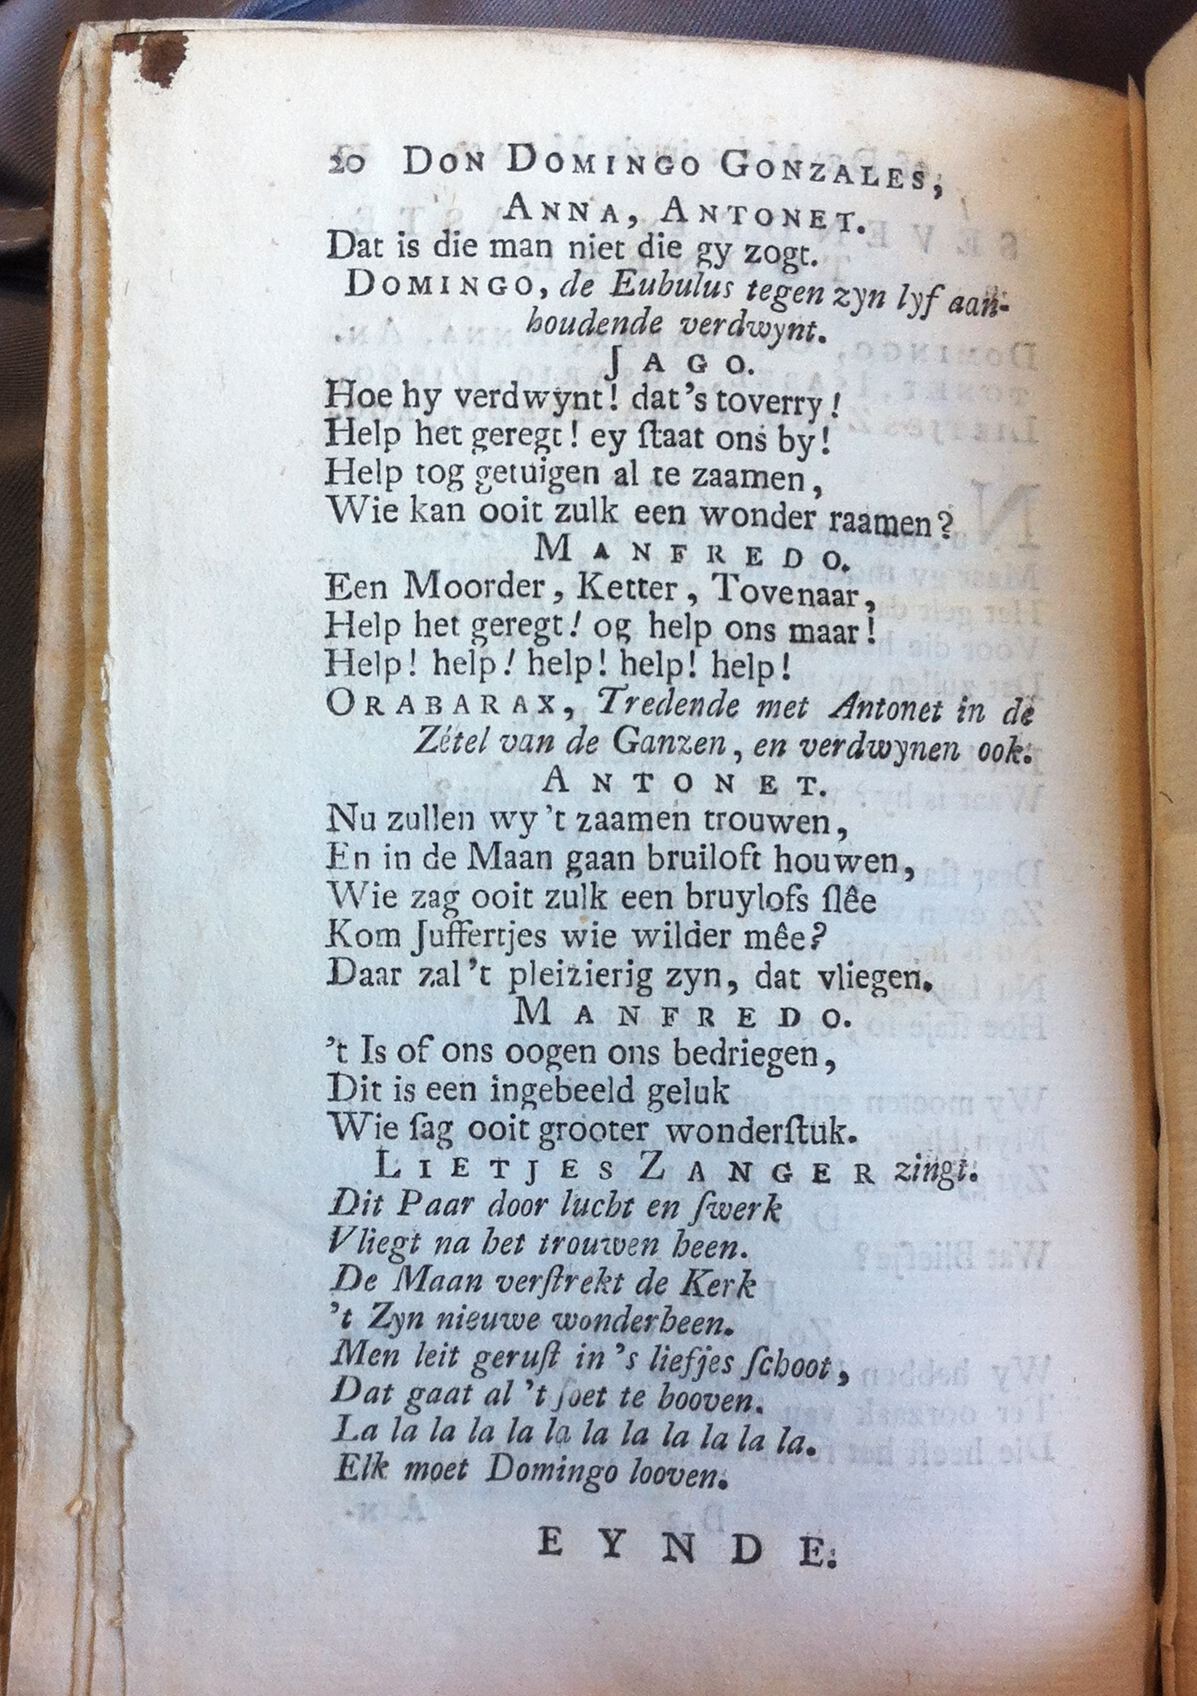 20 DON DOMINGO GONZALES,
ANNA, ANTONET.
Dat is die man niet die gy zogt.
DOMINGO, de Eubulus tegen zyn lyf aan-
houdende verdwynt.
JAGO.
Hoe hy verdwynt! dat's toverry!
Help het geregt! ey ſtaat ons by!
Help tog getuigen al te zaamen,
Wie kan ooit zulk een wonder raamen?
MANFREDO.
Een Moorder, Ketter, Tovenaar,
Help het geregt! og help ons maar!
Help! help! help! help! help!
ORABARAX, Tredende met Antonet in de
Zétel van de Ganzen, en verdwynen ook.
ANTONET.
Nu zullen wy 't zaamen trouwen,
En in de Maan gaan bruiloft houwen,
Wie zag ooit zulk een bruylofs ſlêe
Kom Juffertjes wie wilder mêe?
Daar zal 't pleizierig zyn, dat vliegen.
MANFREDO.
't Is of ons oogen ons bedriegen,
Dit is een ingebeeld geluk
Wie ſag ooit grooter wonderſtuk.
LIETJES ZANGER zingt.
Dit Paar door lucht en ſwerk
Vliegt na het trouwen heen.
De Maan verſtrekt de Kerk
't Zyn nieuwe wonderheen.
Men leit geruſt in 's liefjes ſchoot,
Dat gaat al 't ſoet te booven.
La la la la la la la la la la la la.
Elk moet Domingo looven.
EYNDE.